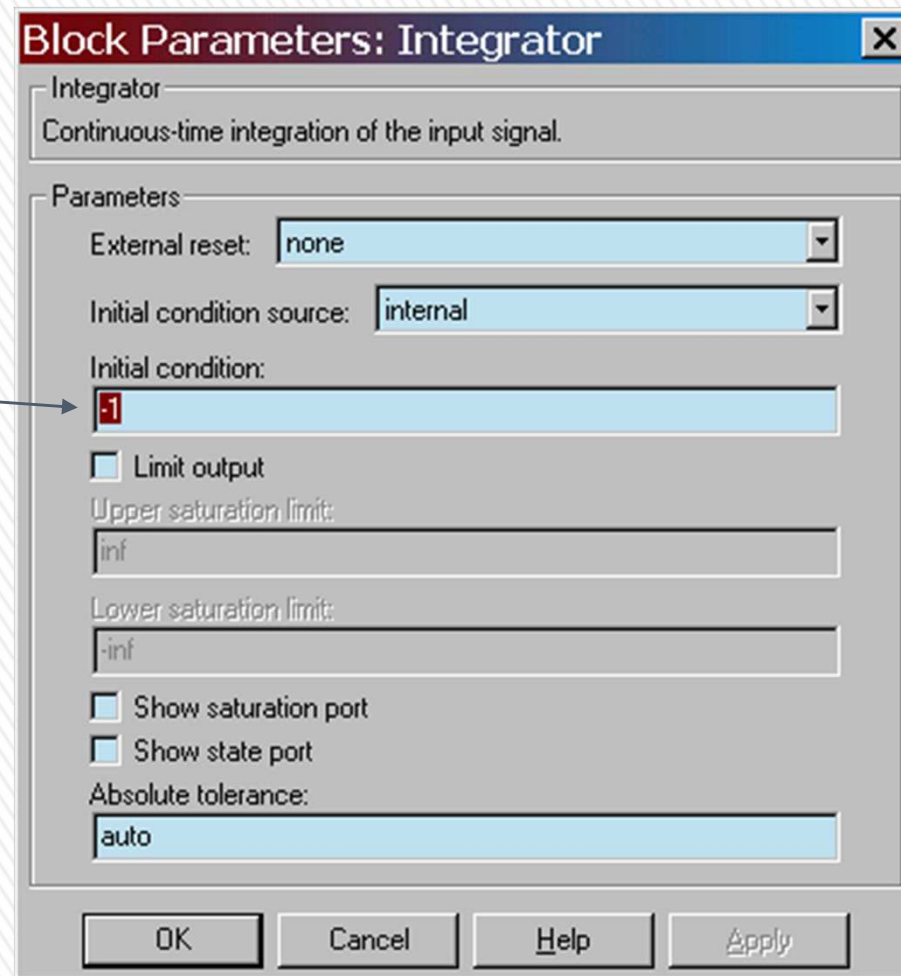 Block Parameters: Integrator
Integrator
Continuous-time integration of the input signal.
Parameters
External reset: none
Initial condition source: internal
Initial condition:
-1
Limit output
Upper saturation limit:
inf
Lower saturation limit:
-inf
Show saturation port
Show state port
Absolute tolerance:
auto
OK Cancel Help Apply